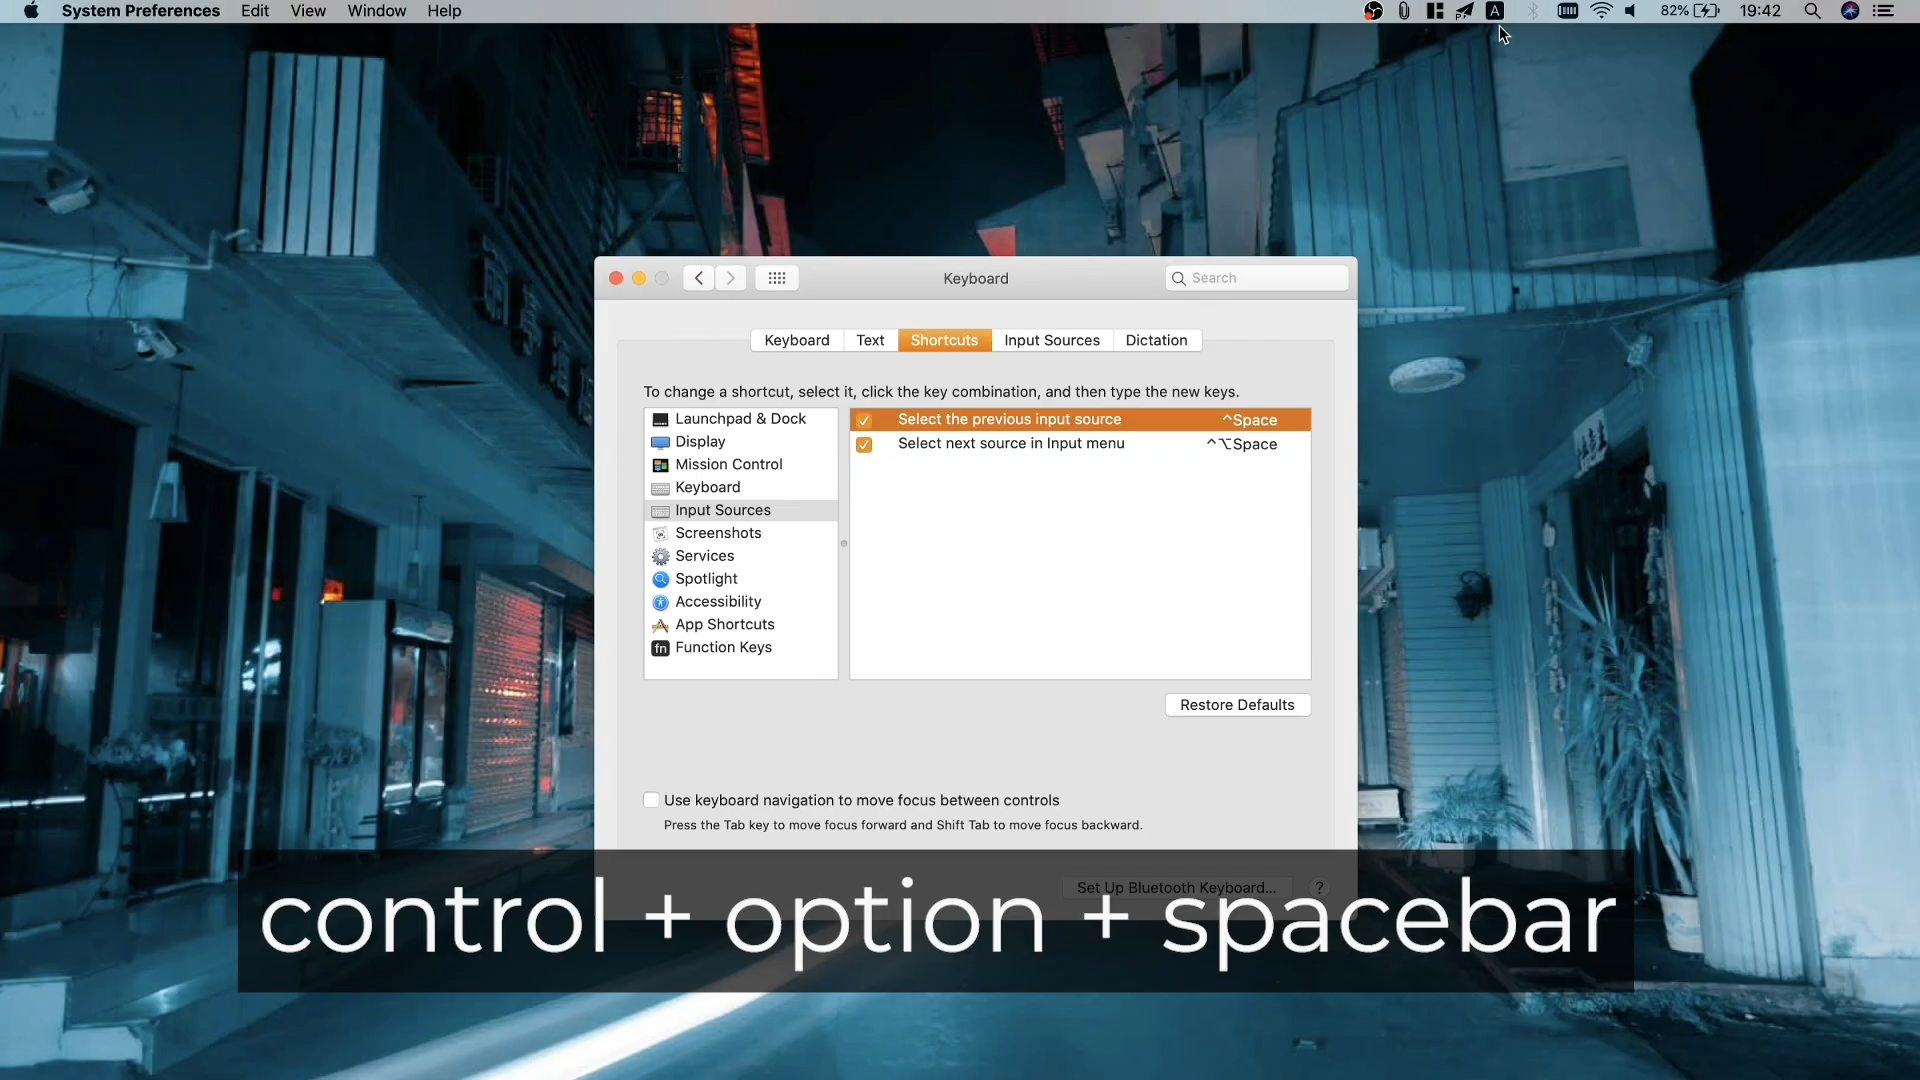 System Preferences Edit View Window Help A 82% 19:42
Keyboard Search
Keyboard Text Shortcuts Input Sources Dictation
To change a shortcut, select it, click the key combination, and then type the new keys.
Launchpad & Dock
Display
Mission Control
Keyboard
Input Sources
Screenshots
Services
Spotlight
Accessibility
App Shortcuts
fn Function Keys
Select the previous input source ^Space
Select next source in Input menu ^⌥Space
Restore Defaults
Use keyboard navigation to move focus between controls
Press the Tab key to move focus forward and Shift Tab to move focus backward.
Set Up Bluetooth Keyboard... ?
control + option + spacebar